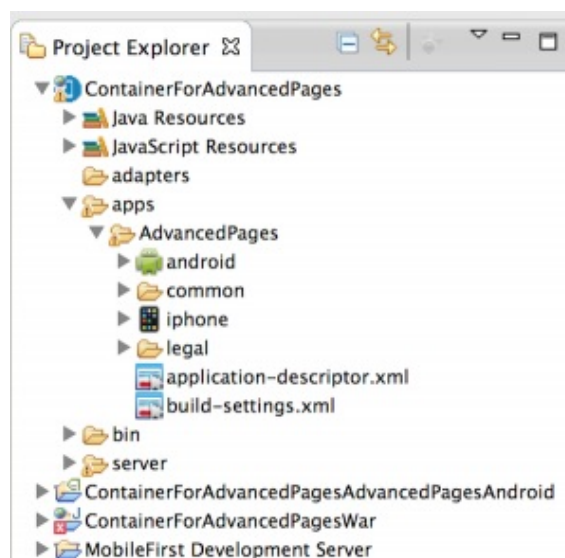 Project Explorer
ContainerForAdvancedPages
Java Resources
JavaScript Resources
adapters
apps
AdvancedPages
android
common
iphone
legal
application-descriptor.xml
build-settings.xml
bin
server
ContainerForAdvancedPagesAdvancedPagesAndroid
ContainerForAdvancedPagesWar
MobileFirst Development Server